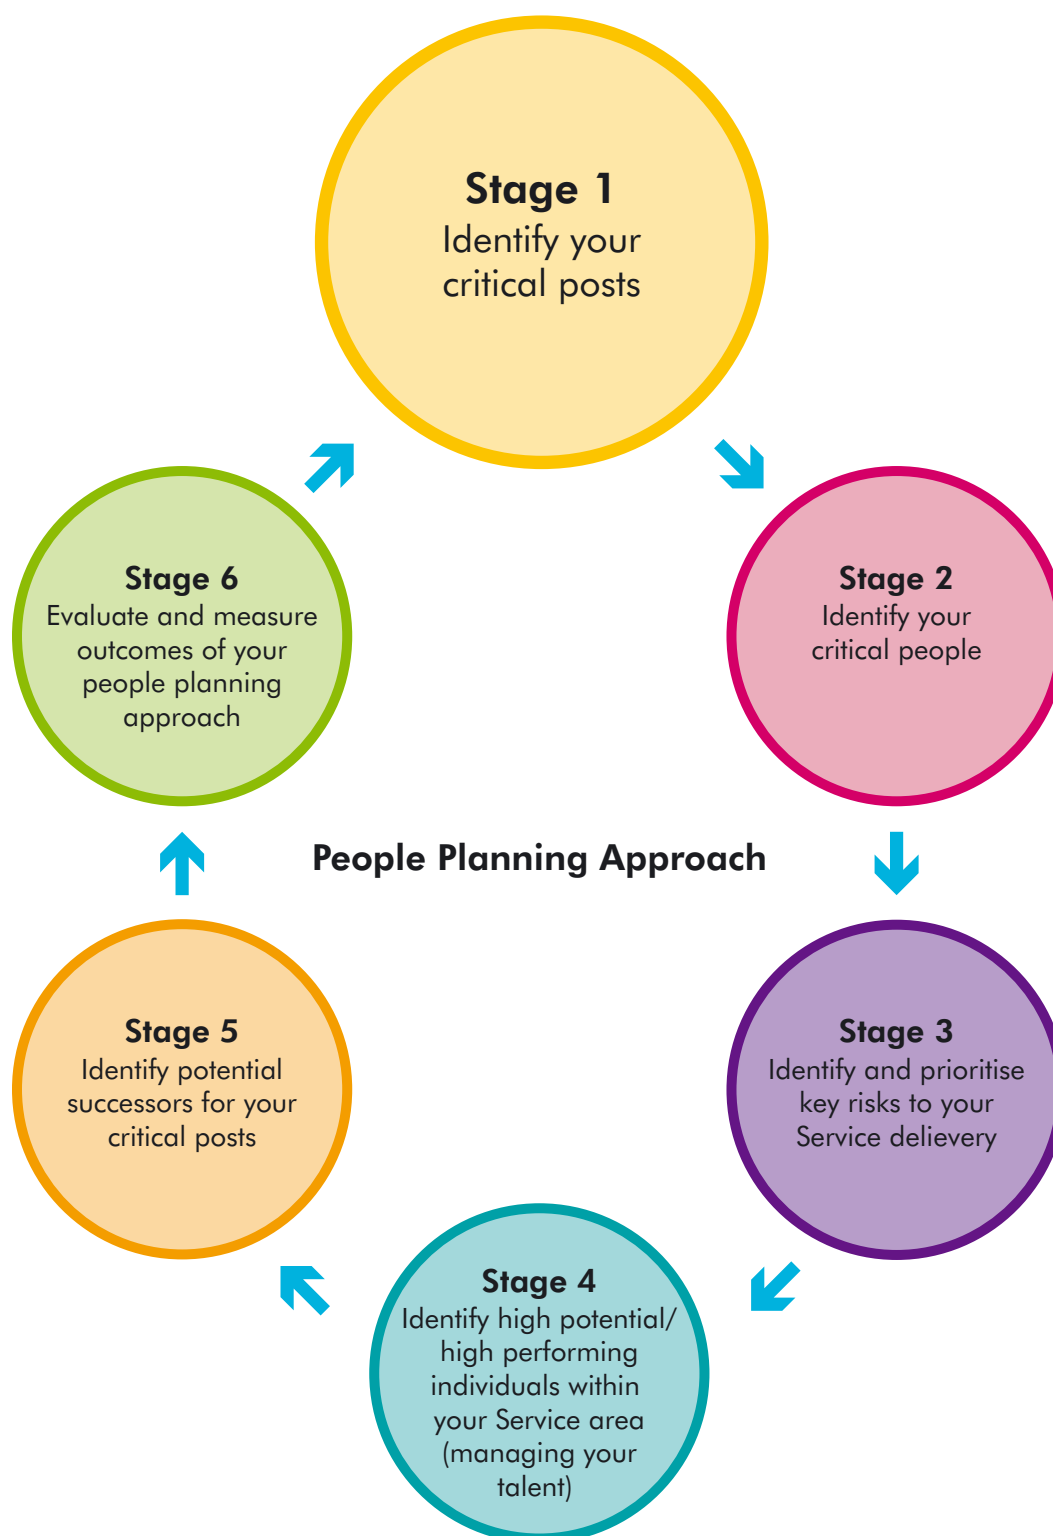 Stage 1
Identify your
critical posts
Stage 2
Identify your
critical people
Stage 3
Identify and prioritise
key risks to your
Service delievery
Stage 4
Identify high potential/
high performing
individuals within
your Service area
(managing your
talent)
Stage 5
Identify potential
successors for your
critical posts
Stage 6
Evaluate and measure
outcomes of your
people planning
approach
People Planning Approach